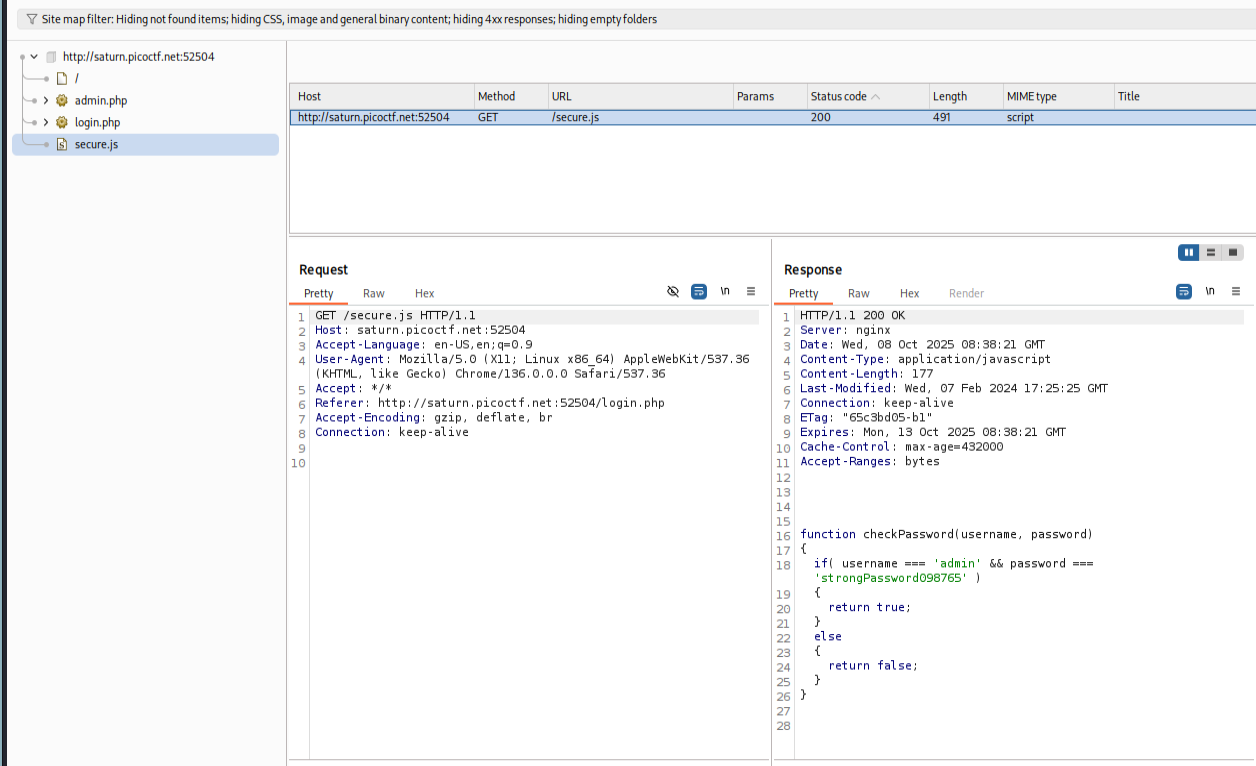 Site map filter: Hiding not found items; hiding CSS, image and general binary content; hiding 4xx responses; hiding empty folders
http://saturn.picoctf.net:52504
/
admin.php
login.php
secure.js
Host Method URL Params Status code Length MIME type Title
http://saturn.picoctf.net:52504 GET /secure.js 200 491 script
Request
Pretty Raw Hex \n
1 GET /secure.js HTTP/1.1
2 Host: saturn.picoctf.net:52504
3 Accept-Language: en-US,en;q=0.9
4 User-Agent: Mozilla/5.0 (X11; Linux x86_64) AppleWebKit/537.36
(KHTML, like Gecko) Chrome/136.0.0.0 Safari/537.36
5 Accept: */*
6 Referer: http://saturn.picoctf.net:52504/login.php
7 Accept-Encoding: gzip, deflate, br
8 Connection: keep-alive
9
10
Response
Pretty Raw Hex Render \n
1 HTTP/1.1 200 OK
2 Server: nginx
3 Date: Wed, 08 Oct 2025 08:38:21 GMT
4 Content-Type: application/javascript
5 Content-Length: 177
6 Last-Modified: Wed, 07 Feb 2024 17:25:25 GMT
7 Connection: keep-alive
8 ETag: "65c3bd05-b1"
9 Expires: Mon, 13 Oct 2025 08:38:21 GMT
10 Cache-Control: max-age=432000
11 Accept-Ranges: bytes
12
13
14
15
16 function checkPassword(username, password)
17 {
18 if( username === 'admin' && password ===
'strongPassword098765' )
19 {
20 return true;
21 }
22 else
23 {
24 return false;
25 }
26 }
27
28